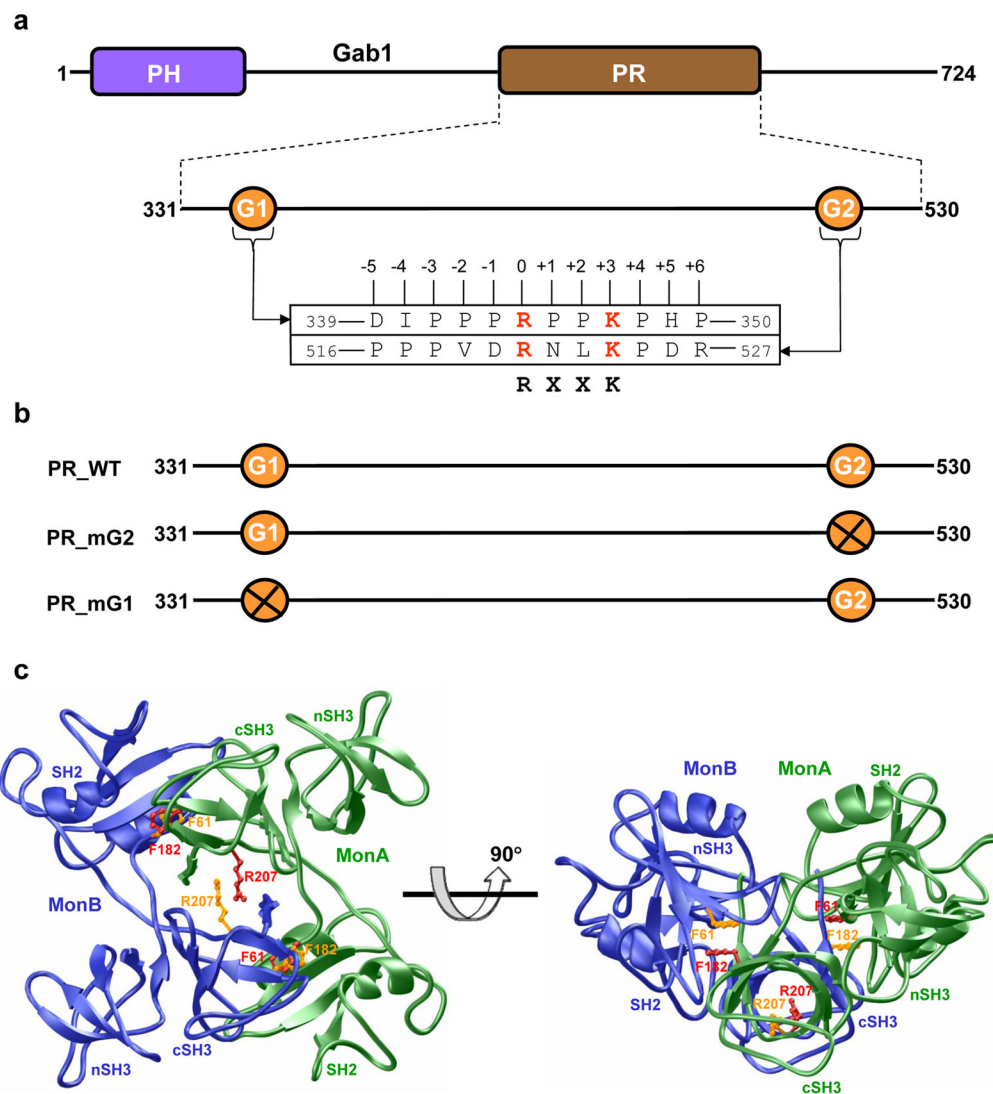 a
Gab1
1 PH PR 724
331 G1 G2 530
-5 -4 -3 -2 -1 0 +1 +2 +3 +4 +5 +6
339 D I P P P R P P K P H P 350
516 P P P V D R N L K P D R 527
R X X K
b
PR_WT 331 G1 G2 530
PR_mG2 331 G1 530
PR_mG1 331 G2 530
c
nSH3
cSH3
SH2
F61
F182
MonA
R207
R207
MonB
F182
F61
cSH3
nSH3
SH2
90°
MonB MonA
SH2
nSH3
F61
F61
F182
F182
R207
R207
SH2
nSH3
cSH3
cSH3